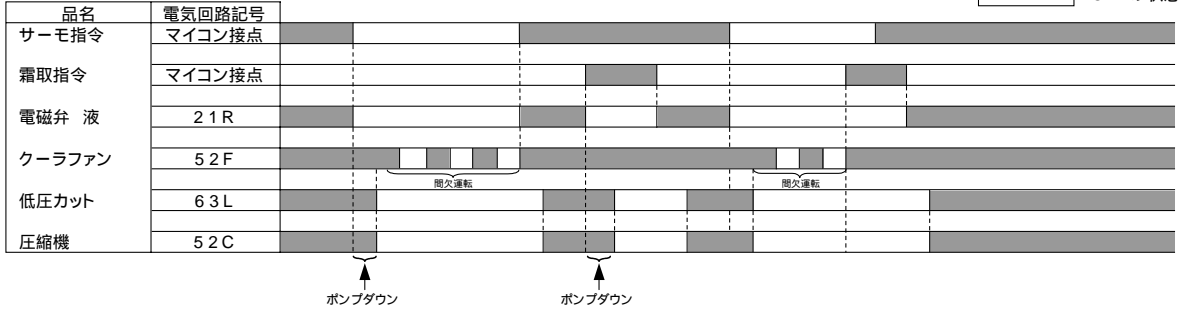 品名 電気回路記号
サーモ指令 マイコン接点
霜取指令 マイコン接点
電磁弁 液 21R
クーラファン 52F
間欠運転 間欠運転
低圧カット 63L
圧縮機 52C
ポンプダウン ポンプダウン